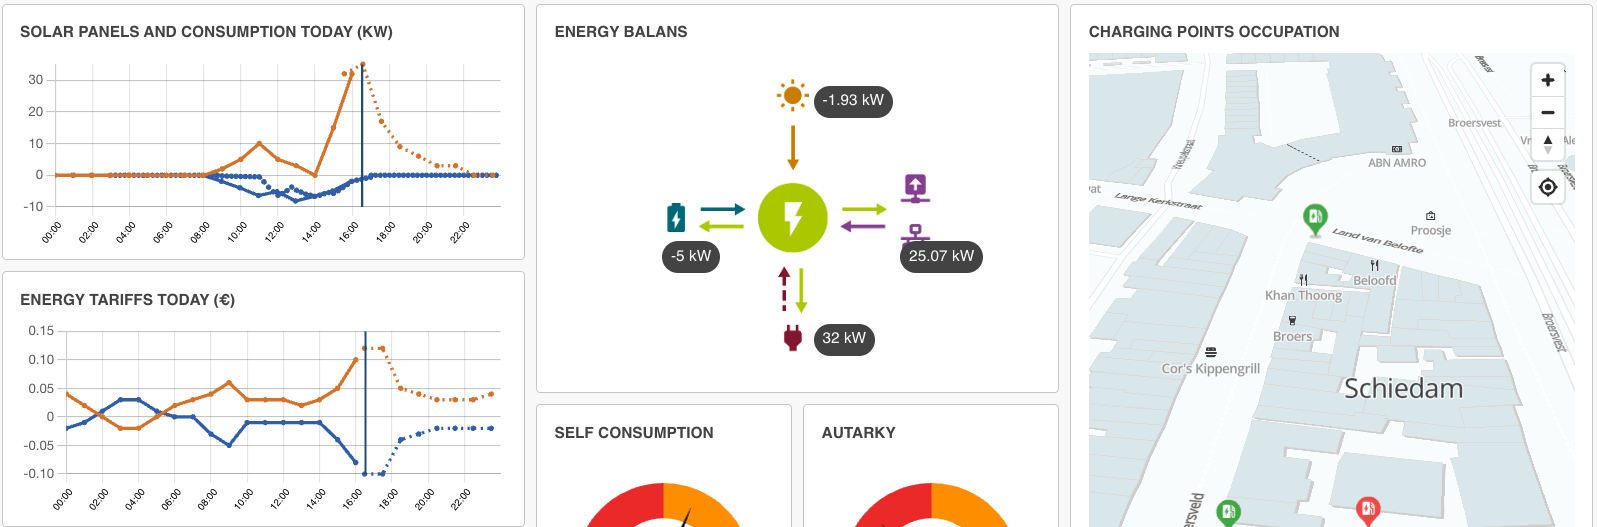 SOLAR PANELS AND CONSUMPTION TODAY (KW)
30
20
10
0
-10
00:00
02:00
04:00
06:00
08:00
10:00
12:00
14:00
16:00
18:00
20:00
22:00
ENERGY TARIFFS TODAY (€)
0.15
0.10
0.05
0
-0.05
-0.10
00:00
02:00
04:00
06:00
08:00
10:00
12:00
14:00
16:00
18:00
20:00
22:00
ENERGY BALANS
-1.93 kW
-5 kW
25.07 kW
32 kW
SELF CONSUMPTION
AUTARKY
CHARGING POINTS OCCUPATION
Broersvest
ABN AMRO
Lange Kerkstraat
Proosje
Land van Belofte
Beloofd
Khan Thoong
Broers
Broersvest
Cor's Kippengrill
Schiedam